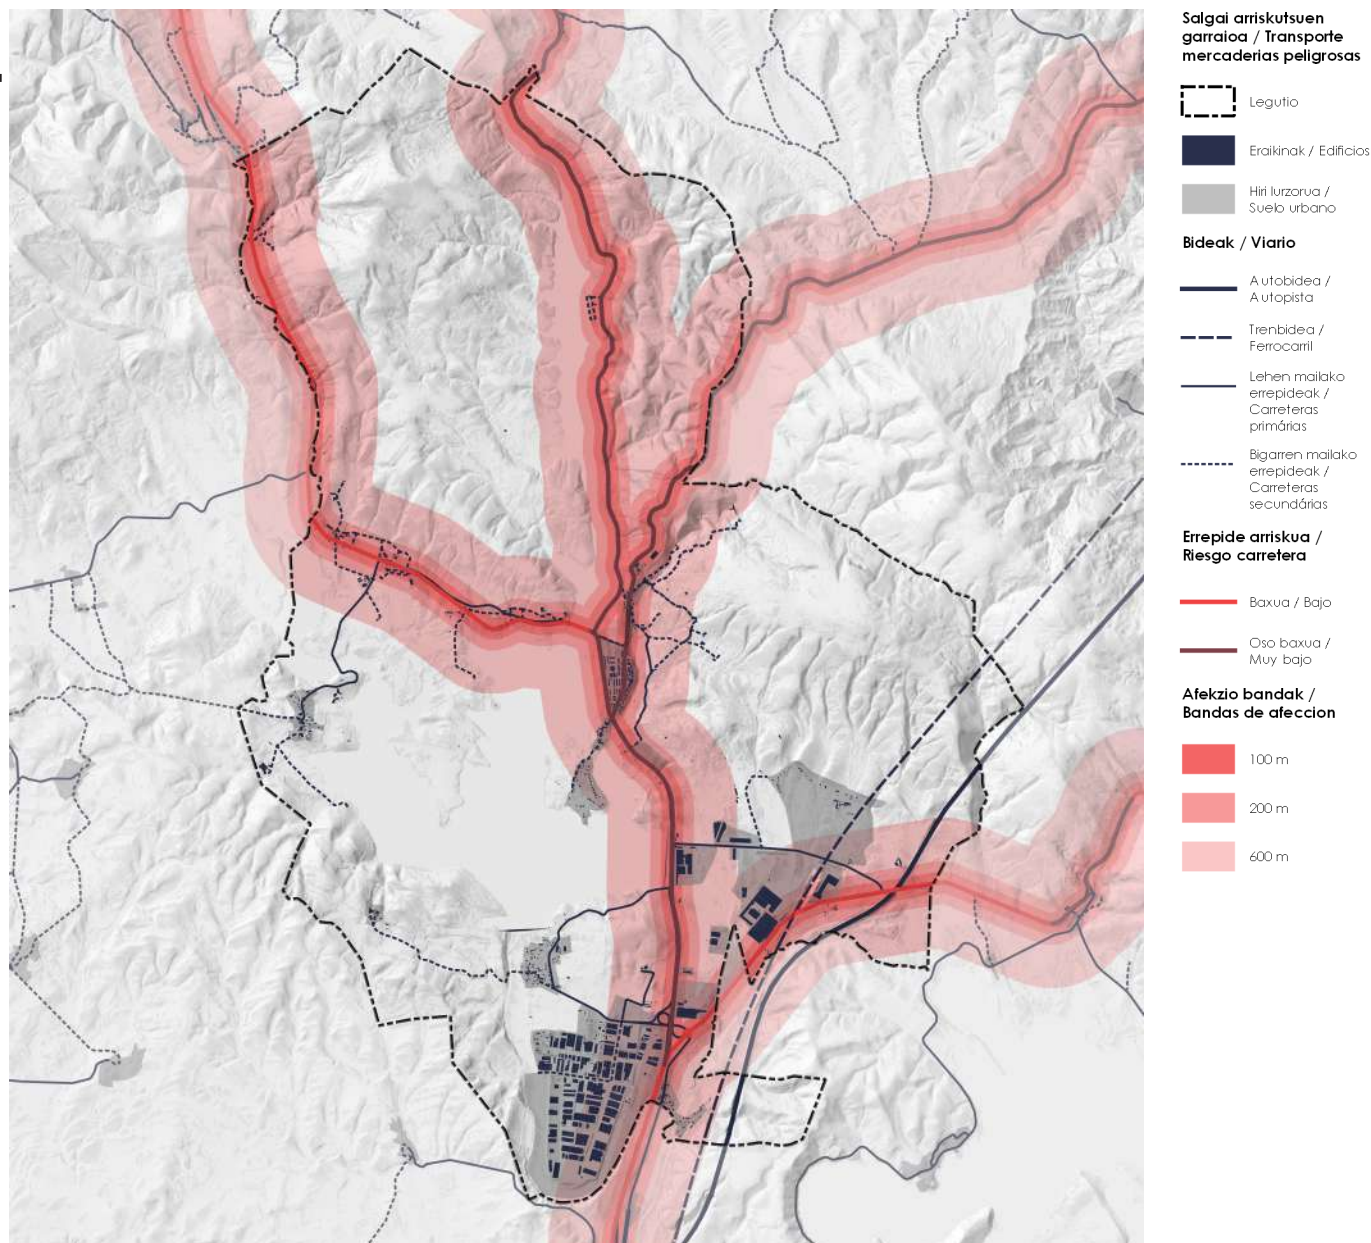 Salgai arriskutsuen
garraioa / Transporte
mercaderias peligrosas
Legutio
Eraikinak / Edificios
Hiri lurzorua /
Suelo urbano
Bideak / Viario
Autobidea /
Autopista
Trenbidea /
Ferrocarril
Lehen mailako
errepideak /
Carreteras
primárias
Bigarren mailako
errepideak /
Carreteras
secundárias
Errepide arriskua /
Riesgo carretera
Baxua / Bajo
Oso baxua /
Muy bajo
Afekzio bandak /
Bandas de afeccion
100 m
200 m
600 m